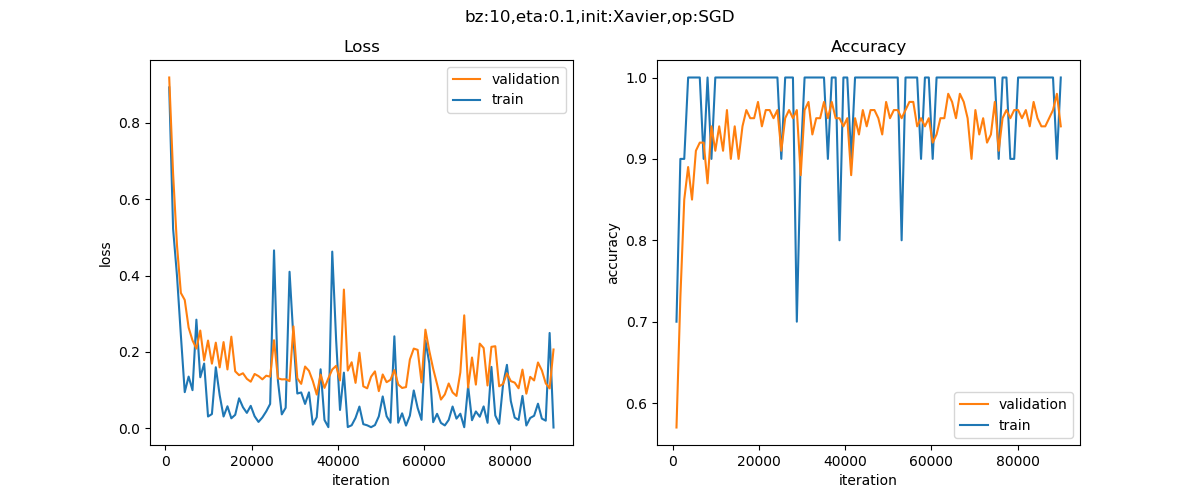 bz:10,eta:0.1,init:Xavier,op:SGD
Loss
validation
train
0.8
0.6
0.4
0.2
0.0
loss
0
20000
40000
60000
80000
iteration
Accuracy
1.0
0.9
0.8
0.7
0.6
accuracy
validation
train
0
20000
40000
60000
80000
iteration